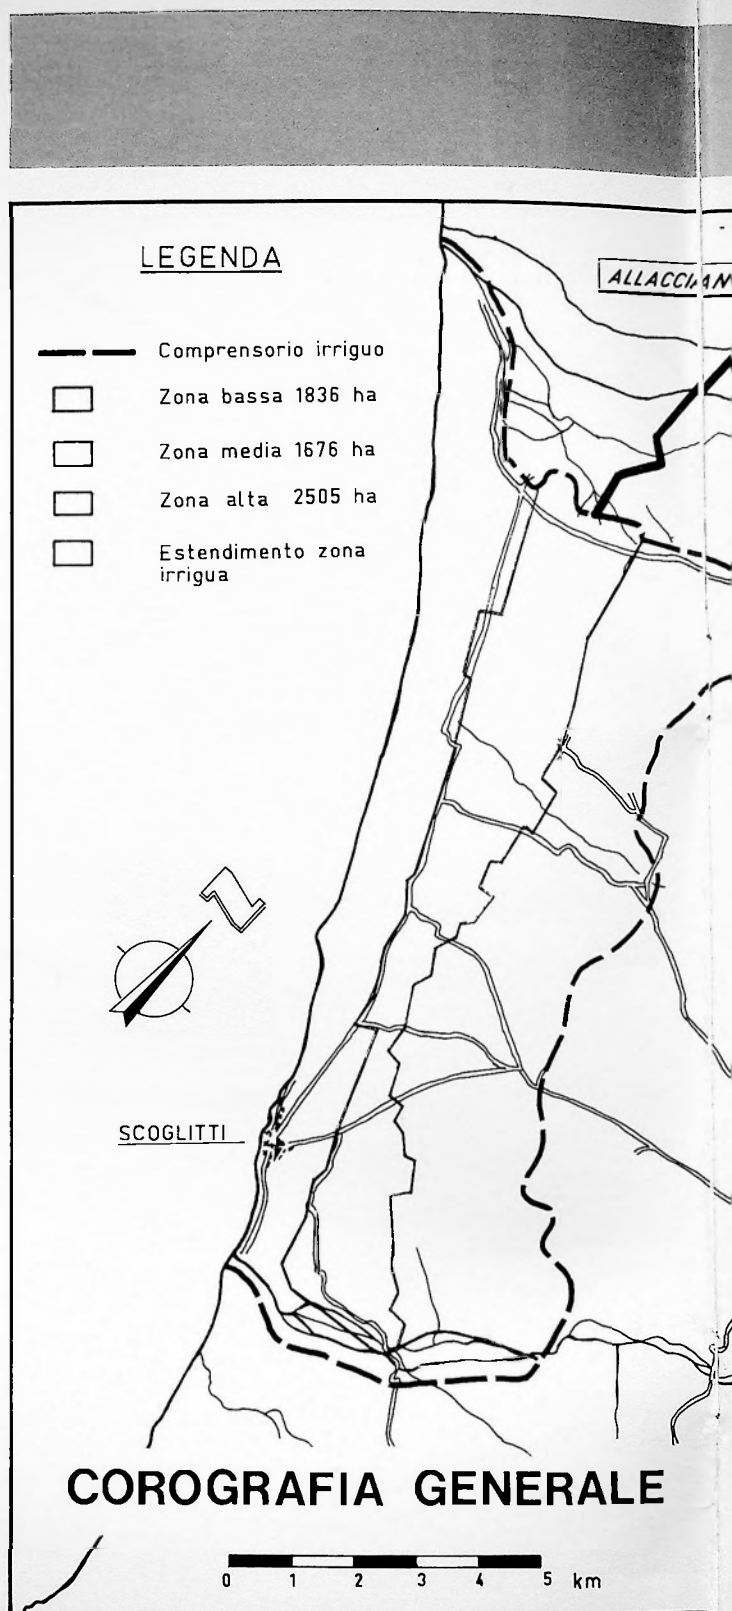 LEGENDA
Comprensorio irriguo
Zona bassa 1836 ha
Zona media 1676 ha
Zona alta 2505 ha
Estendimento zona
irrigua
ALLACCIAN
SCOGLITTI
COROGRAFIA GENERALE
0 1 2 3 4 5 km